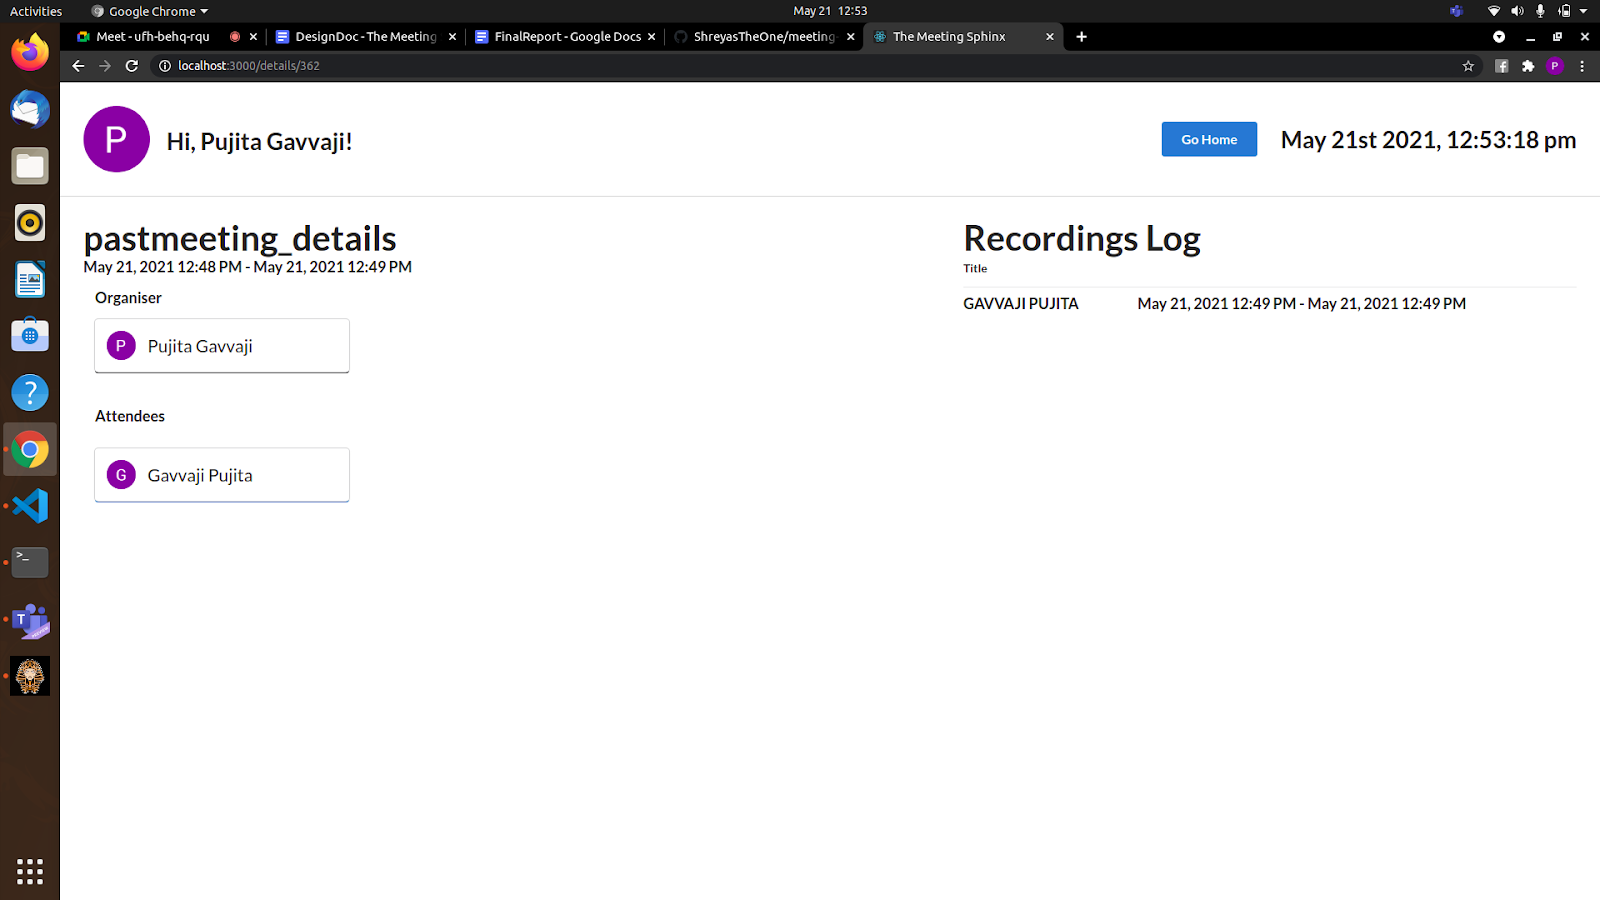 Activities Google Chrome May 21 12:53
Meet - ufh-behq-rqu DesignDoc - The Meeting FinalReport - Google Docs ShreyasTheOne/meeting- The Meeting Sphinx
localhost:3000/details/362 P
P Hi, Pujita Gavvaji! Go Home May 21st 2021, 12:53:18 pm
pastmeeting_details
May 21, 2021 12:48 PM - May 21, 2021 12:49 PM
Organiser
P Pujita Gavvaji
Attendees
G Gavvaji Pujita
Recordings Log
Title
GAVVAJI PUJITA May 21, 2021 12:49 PM - May 21, 2021 12:49 PM